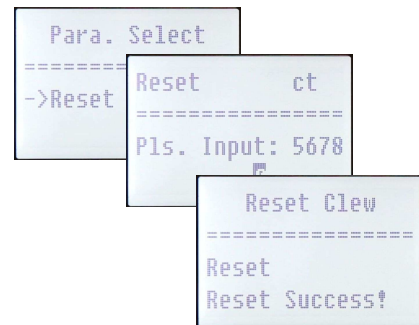 Para. Select
================
->Reset
Reset ct
================
Pls. Input: 5678
Reset Clew
================
Reset
Reset Success!